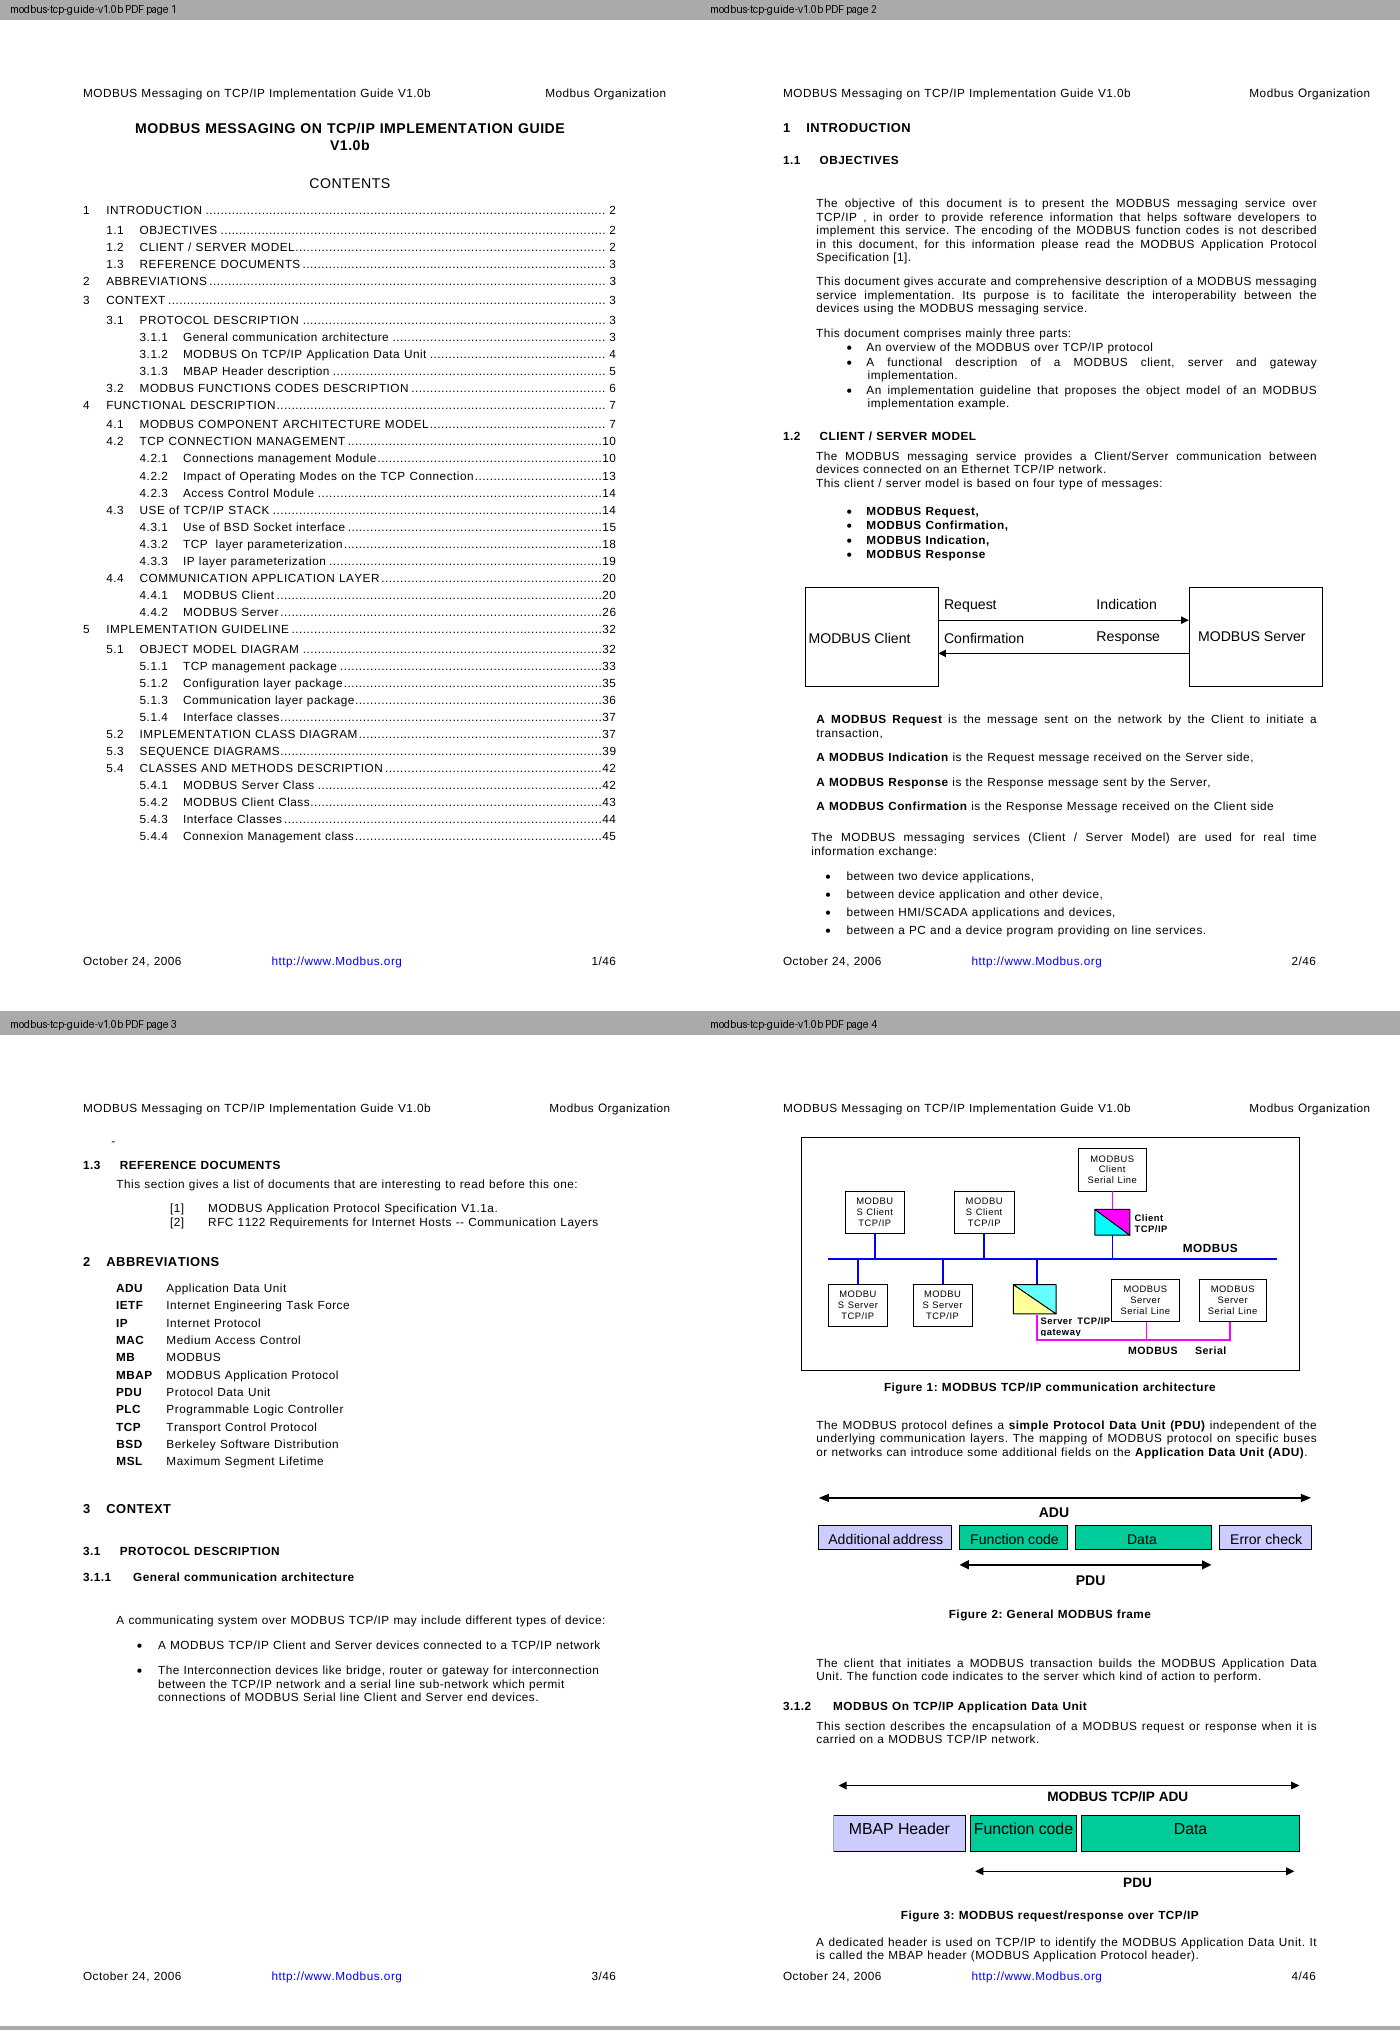 modbus-tcp-guide-v1.0b PDF page 1
MODBUS Messaging on TCP/IP Implementation Guide V1.0b Modbus Organization
MODBUS MESSAGING ON TCP/IP IMPLEMENTATION GUIDE
V1.0b
CONTENTS
1 INTRODUCTION ........ 2
1.1 OBJECTIVES ........ 2
1.2 CLIENT / SERVER MODEL ........ 2
1.3 REFERENCE DOCUMENTS ........ 3
2 ABBREVIATIONS ........ 3
3 CONTEXT ........ 3
3.1 PROTOCOL DESCRIPTION ........ 3
3.1.1 General communication architecture ........ 3
3.1.2 MODBUS On TCP/IP Application Data Unit ........ 4
3.1.3 MBAP Header description ........ 5
3.2 MODBUS FUNCTIONS CODES DESCRIPTION ........ 6
4 FUNCTIONAL DESCRIPTION ........ 7
4.1 MODBUS COMPONENT ARCHITECTURE MODEL ........ 7
4.2 TCP CONNECTION MANAGEMENT ........ 10
4.2.1 Connections management Module ........ 10
4.2.2 Impact of Operating Modes on the TCP Connection ........ 13
4.2.3 Access Control Module ........ 14
4.3 USE of TCP/IP STACK ........ 14
4.3.1 Use of BSD Socket interface ........ 15
4.3.2 TCP layer parameterization ........ 18
4.3.3 IP layer parameterization ........ 19
4.4 COMMUNICATION APPLICATION LAYER ........ 20
4.4.1 MODBUS Client ........ 20
4.4.2 MODBUS Server ........ 26
5 IMPLEMENTATION GUIDELINE ........ 32
5.1 OBJECT MODEL DIAGRAM ........ 32
5.1.1 TCP management package ........ 33
5.1.2 Configuration layer package ........ 35
5.1.3 Communication layer package ........ 36
5.1.4 Interface classes ........ 37
5.2 IMPLEMENTATION CLASS DIAGRAM ........ 37
5.3 SEQUENCE DIAGRAMS ........ 39
5.4 CLASSES AND METHODS DESCRIPTION ........ 42
5.4.1 MODBUS Server Class ........ 42
5.4.2 MODBUS Client Class ........ 43
5.4.3 Interface Classes ........ 44
5.4.4 Connexion Management class ........ 45
October 24, 2006 http://www.Modbus.org 1/46
modbus-tcp-guide-v1.0b PDF page 2
MODBUS Messaging on TCP/IP Implementation Guide V1.0b Modbus Organization
1 INTRODUCTION
1.1 OBJECTIVES
The objective of this document is to present the MODBUS messaging service over
TCP/IP , in order to provide reference information that helps software developers to
implement this service. The encoding of the MODBUS function codes is not described
in this document, for this information please read the MODBUS Application Protocol
Specification [1].
This document gives accurate and comprehensive description of a MODBUS messaging
service implementation. Its purpose is to facilitate the interoperability between the
devices using the MODBUS messaging service.
This document comprises mainly three parts:
• An overview of the MODBUS over TCP/IP protocol
• A functional description of a MODBUS client, server and gateway
implementation.
• An implementation guideline that proposes the object model of an MODBUS
implementation example.
1.2 CLIENT / SERVER MODEL
The MODBUS messaging service provides a Client/Server communication between
devices connected on an Ethernet TCP/IP network.
This client / server model is based on four type of messages:
• MODBUS Request,
• MODBUS Confirmation,
• MODBUS Indication,
• MODBUS Response
Request Indication
MODBUS Client Confirmation Response MODBUS Server
A MODBUS Request is the message sent on the network by the Client to initiate a
transaction,
A MODBUS Indication is the Request message received on the Server side,
A MODBUS Response is the Response message sent by the Server,
A MODBUS Confirmation is the Response Message received on the Client side
The MODBUS messaging services (Client / Server Model) are used for real time
information exchange:
• between two device applications,
• between device application and other device,
• between HMI/SCADA applications and devices,
• between a PC and a device program providing on line services.
October 24, 2006 http://www.Modbus.org 2/46
modbus-tcp-guide-v1.0b PDF page 3
MODBUS Messaging on TCP/IP Implementation Guide V1.0b Modbus Organization
-
1.3 REFERENCE DOCUMENTS
This section gives a list of documents that are interesting to read before this one:
[1] MODBUS Application Protocol Specification V1.1a.
[2] RFC 1122 Requirements for Internet Hosts -- Communication Layers
2 ABBREVIATIONS
ADU Application Data Unit
IETF Internet Engineering Task Force
IP Internet Protocol
MAC Medium Access Control
MB MODBUS
MBAP MODBUS Application Protocol
PDU Protocol Data Unit
PLC Programmable Logic Controller
TCP Transport Control Protocol
BSD Berkeley Software Distribution
MSL Maximum Segment Lifetime
3 CONTEXT
3.1 PROTOCOL DESCRIPTION
3.1.1 General communication architecture
A communicating system over MODBUS TCP/IP may include different types of device:
• A MODBUS TCP/IP Client and Server devices connected to a TCP/IP network
• The Interconnection devices like bridge, router or gateway for interconnection
between the TCP/IP network and a serial line sub-network which permit
connections of MODBUS Serial line Client and Server end devices.
October 24, 2006 http://www.Modbus.org 3/46
modbus-tcp-guide-v1.0b PDF page 4
MODBUS Messaging on TCP/IP Implementation Guide V1.0b Modbus Organization
MODBUS
Client
Serial Line
MODBU
S Client
TCP/IP
MODBU
S Client
TCP/IP
Client
TCP/IP
MODBUS
MODBU
S Server
TCP/IP
MODBU
S Server
TCP/IP
Server TCP/IP
gateway
MODBUS
Server
Serial Line
MODBUS
Server
Serial Line
MODBUS Serial
Figure 1: MODBUS TCP/IP communication architecture
The MODBUS protocol defines a simple Protocol Data Unit (PDU) independent of the
underlying communication layers. The mapping of MODBUS protocol on specific buses
or networks can introduce some additional fields on the Application Data Unit (ADU).
ADU
Additional address Function code Data Error check
PDU
Figure 2: General MODBUS frame
The client that initiates a MODBUS transaction builds the MODBUS Application Data
Unit. The function code indicates to the server which kind of action to perform.
3.1.2 MODBUS On TCP/IP Application Data Unit
This section describes the encapsulation of a MODBUS request or response when it is
carried on a MODBUS TCP/IP network.
MODBUS TCP/IP ADU
MBAP Header Function code Data
PDU
Figure 3: MODBUS request/response over TCP/IP
A dedicated header is used on TCP/IP to identify the MODBUS Application Data Unit. It
is called the MBAP header (MODBUS Application Protocol header).
October 24, 2006 http://www.Modbus.org 4/46